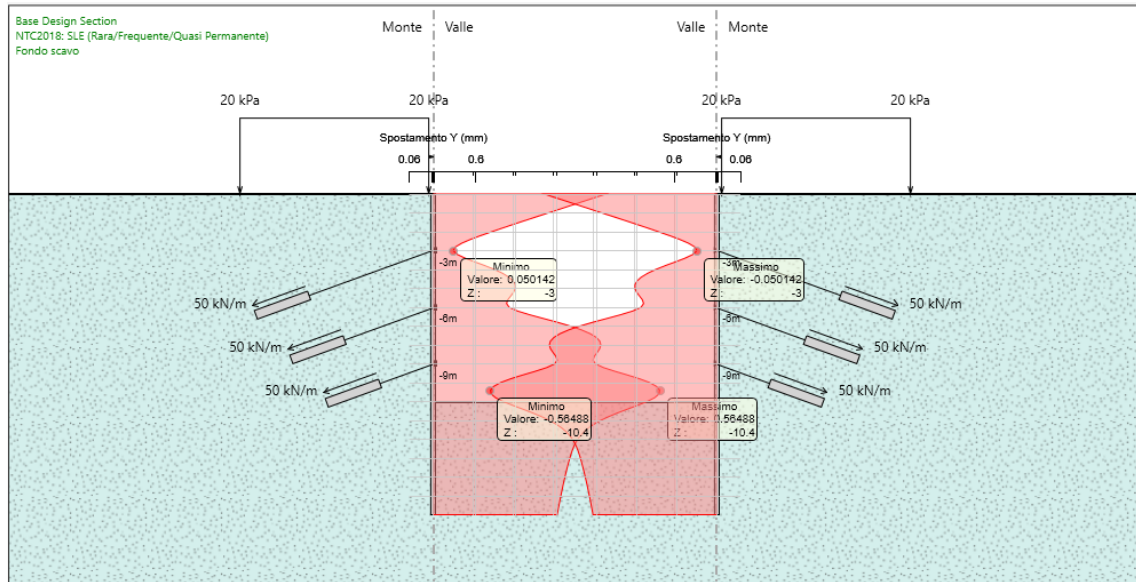 Base Design Section
NTC2018: SLE (Rara/Frequente/Quasi Permanente)
Fondo scavo
Monte
Valle
Valle
Monte
20 kPa
20 kPa
20 kPa
20 kPa
Spostamento Y (mm)
Spostamento Y (mm)
0.06
0.6
0.6
0.06
-3m
Minimo
Valore: 0.050142
Z : -3
-3m
Massimo
Valore: -0.050142
Z : -3
50 kN/m
50 kN/m
-6m
-6m
50 kN/m
50 kN/m
-9m
-9m
50 kN/m
50 kN/m
Minimo
Valore: -0.56488
Z : -10.4
Massimo
Valore: 0.56488
Z : -10.4